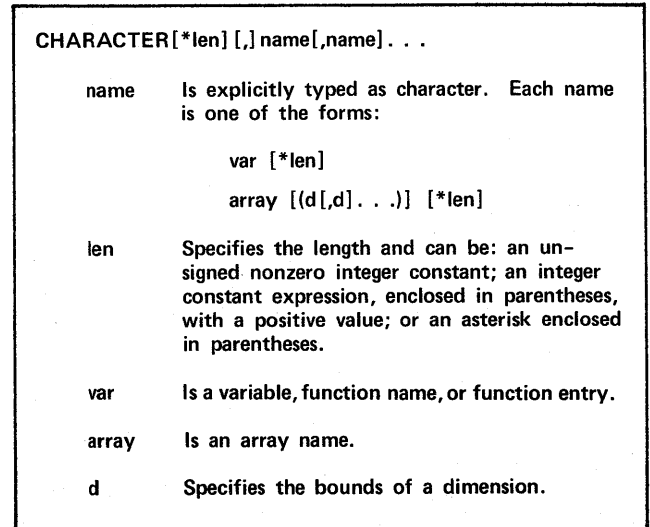 CHARACTER[*len] [,] name[,name]. . .
name Is explicitly typed as character. Each name
is one of the forms:
var [*len]
array [(d[,d]. . .)] [*len]
len Specifies the length and can be: an un-
signed nonzero integer constant; an integer
constant expression, enclosed in parentheses,
with a positive value; or an asterisk enclosed
in parentheses.
var Is a variable, function name, or function entry.
array Is an array name.
d Specifies the bounds of a dimension.